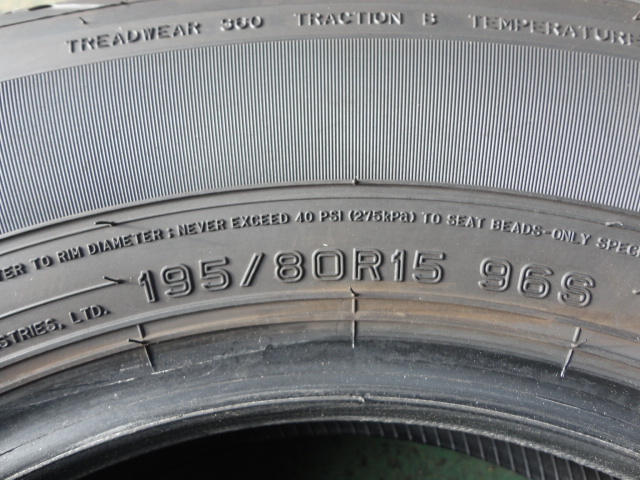 TREADWEAR 360 TRACTION B TEMPERATURE
TER TO RIM DIAMETER; NEVER EXCEED 40 PSI (275kPa) TO SEAT BEADS-ONLY SPEC
195/80R15 96S
STRIES, LTD.